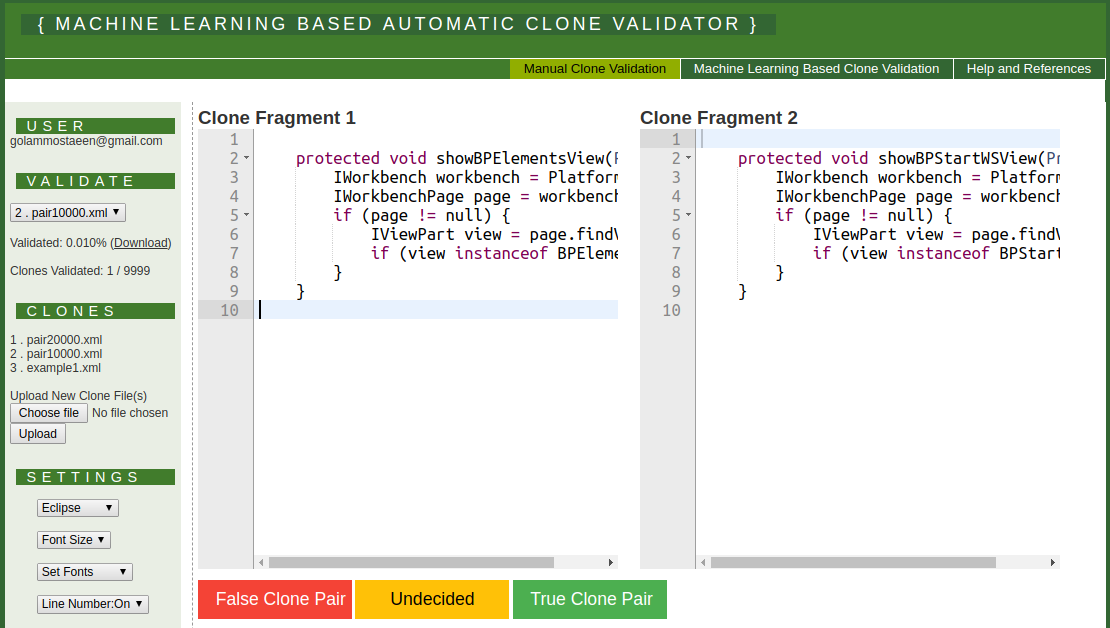 { MACHINE LEARNING BASED AUTOMATIC CLONE VALIDATOR }
Manual Clone Validation
Machine Learning Based Clone Validation
Help and References
USER
golammostaeen@gmail.com
VALIDATE
2 . pair10000.xml
Validated: 0.010% (Download)
Clones Validated: 1 / 9999
CLONES
1 . pair20000.xml
2 . pair10000.xml
3 . example1.xml
Upload New Clone File(s)
Choose file No file chosen
Upload
SETTINGS
Eclipse
Font Size
Set Fonts
Line Number:On
Clone Fragment 1
1
2 protected void showBPElementsView(
3 IWorkbench workbench = Platform
4 IWorkbenchPage page = workbench
5 if (page != null) {
6 IViewPart view = page.find
7 if (view instanceof BPEleme
8 }
9 }
10
Clone Fragment 2
1
2 protected void showBPStartWSView(Pr
3 IWorkbench workbench = Platform
4 IWorkbenchPage page = workbench
5 if (page != null) {
6 IViewPart view = page.find
7 if (view instanceof BPStart
8 }
9 }
10
False Clone Pair
Undecided
True Clone Pair